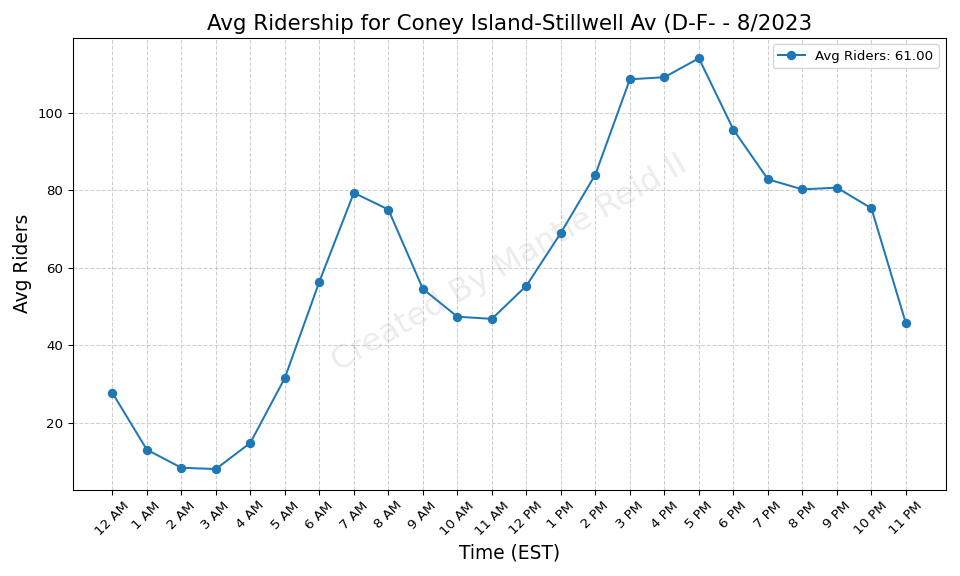 Avg Ridership for Coney Island-Stillwell Av (D-F- - 8/2023
Avg Riders: 61.00
Avg Riders
100
80
60
40
20
Created By Mantie Reid II
12 AM
1 AM
2 AM
3 AM
4 AM
5 AM
6 AM
7 AM
8 AM
9 AM
10 AM
11 AM
12 PM
1 PM
2 PM
3 PM
4 PM
5 PM
6 PM
7 PM
8 PM
9 PM
10 PM
11 PM
Time (EST)